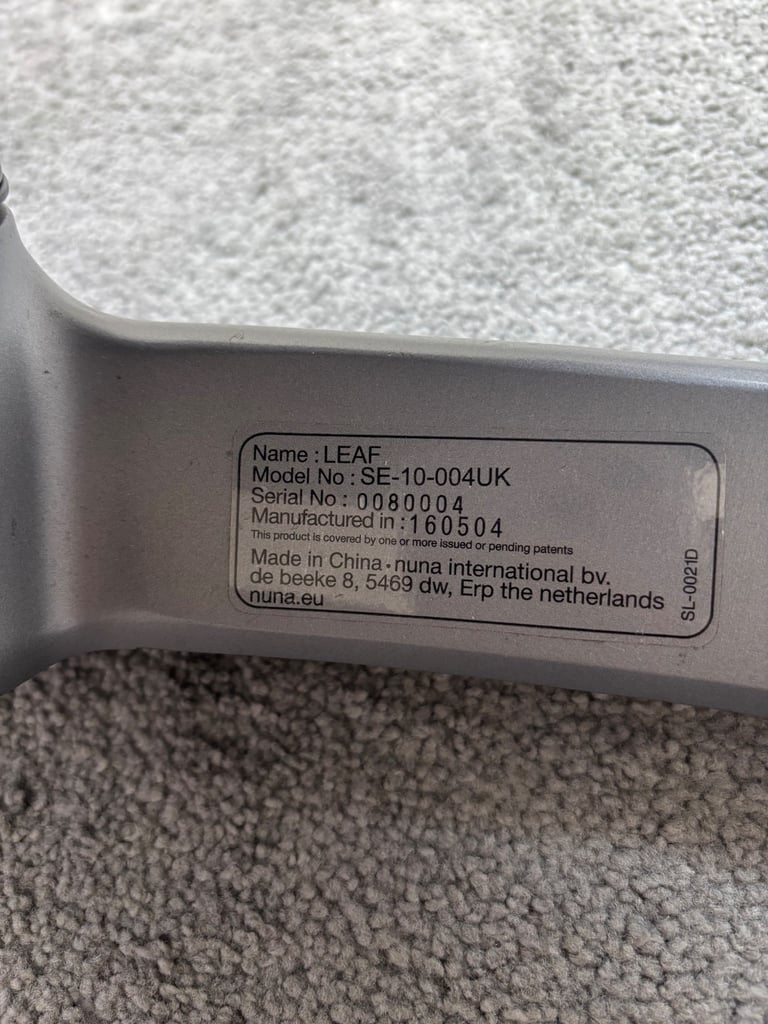 Name : LEAF
Model No : SE-10-004UK
Serial No : 0080004
Manufactured in : 160504
This product is covered by one or more issued or pending patents
Made in China • nuna international bv.
de beeke 8, 5469 dw, Erp the netherlands
nuna.eu
SL-0021D